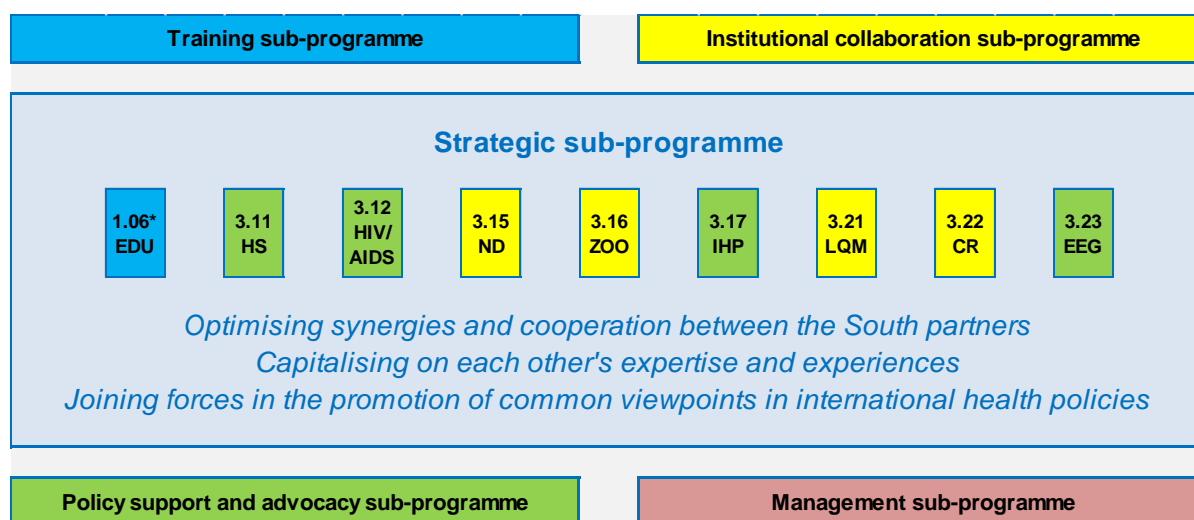 Training sub-programme
Institutional collaboration sub-programme
Strategic sub-programme
1.06*
EDU
3.11
HS
3.12
HIV/
AIDS
3.15
ND
3.16
ZOO
3.17
IHP
3.21
LQM
3.22
CR
3.23
EEG
Optimising synergies and cooperation between the South partners
Capitalising on each other's expertise and experiences
Joining forces in the promotion of common viewpoints in international health policies
Policy support and advocacy sub-programme
Management sub-programme